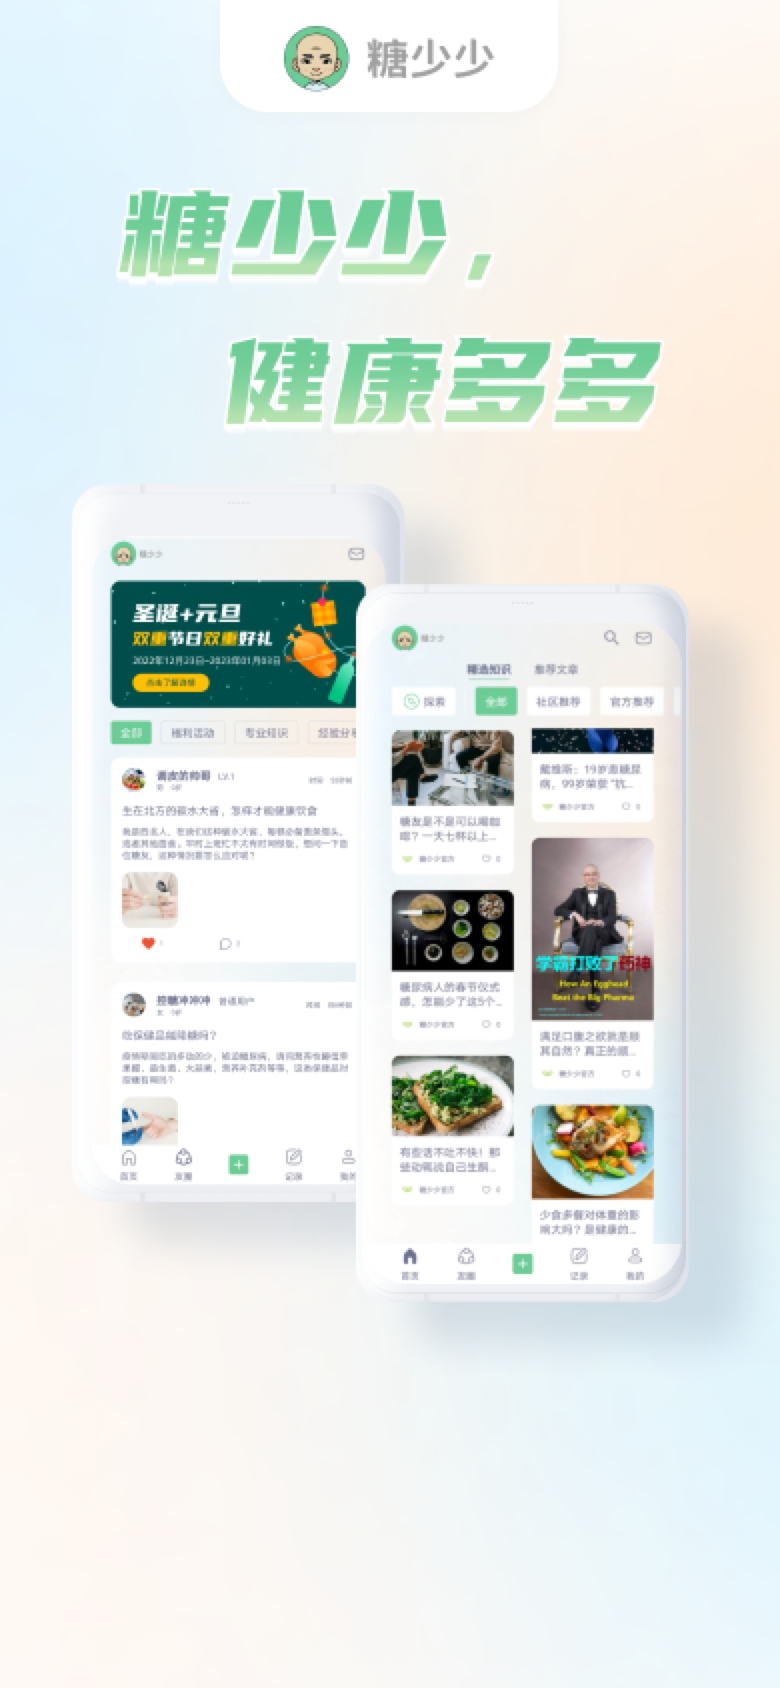 糖少少
糖少少，
健康多多
糖少少
圣诞+元旦
双重节日双重好礼
2022年12月23日-2023年01月03日
点击了解详情
全部
福利活动
专业知识
经验分享
调皮的帅哥 LV.1
生在北方的碳水大省，怎样才能健康饮食
控糖冲冲冲 普通用户
吃保健品能降糖吗？
首页
友圈
记录
我的
糖少少
精选知识
推荐文章
探索
全部
社区推荐
官方推荐
糖友是不是可以喝咖
啡？一天七杯以上...
糖少少官方 0
戴维斯：19岁患糖尿
病，99岁荣获“抗...
糖少少官方 0
糖尿病人的春节仪式
感，怎能少了这5个...
糖少少官方 0
学霸打败了药神
How An Egghead
Beat the Big Pharma
满足口腹之欲就是顺
其自然？真正的顺...
糖少少官方 0
有些话不吐不快！那
些动辄说自己生酮...
糖少少官方 0
少食多餐对体重的影
响大吗？是健康的...
首页
友圈
记录
我的